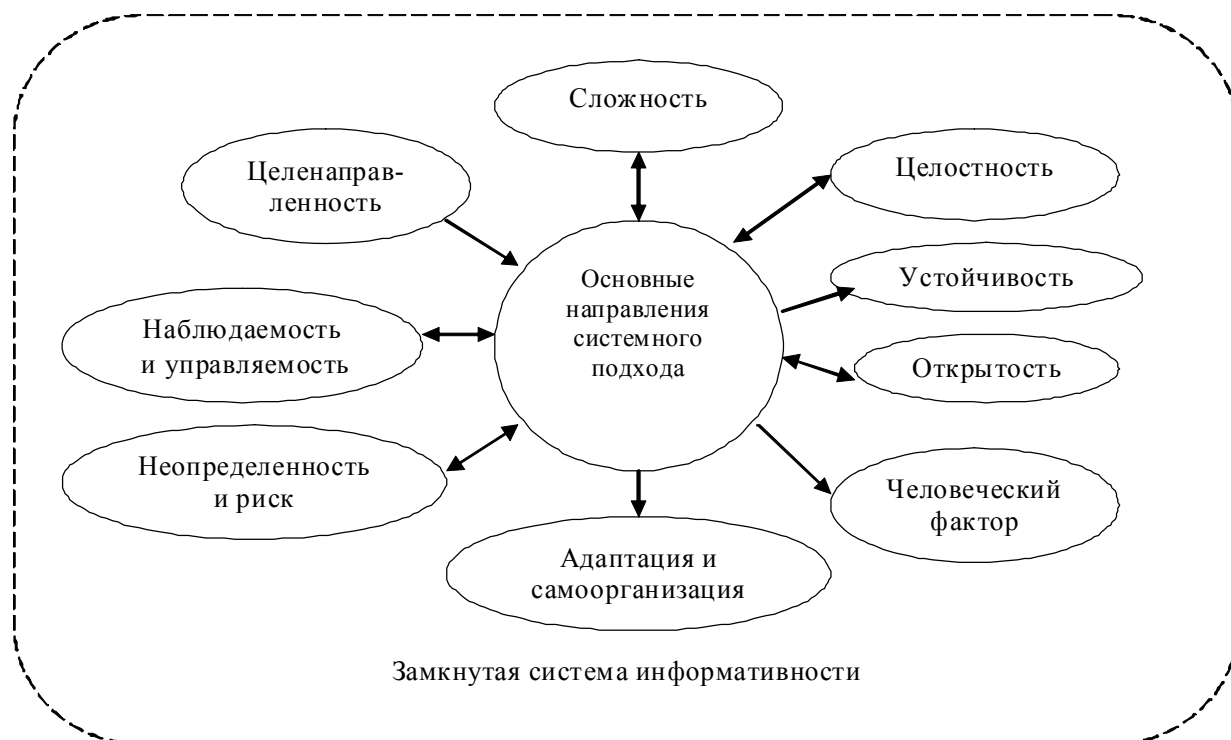 Сложность
Целенаправ-
ленность
Целостность
Основные
направления
системного
подхода
Устойчивость
Наблюдаемость
и управляемость
Открытость
Неопределенность
и риск
Человеческий
фактор
Адаптация и
самоорганизация
Замкнутая система информативности